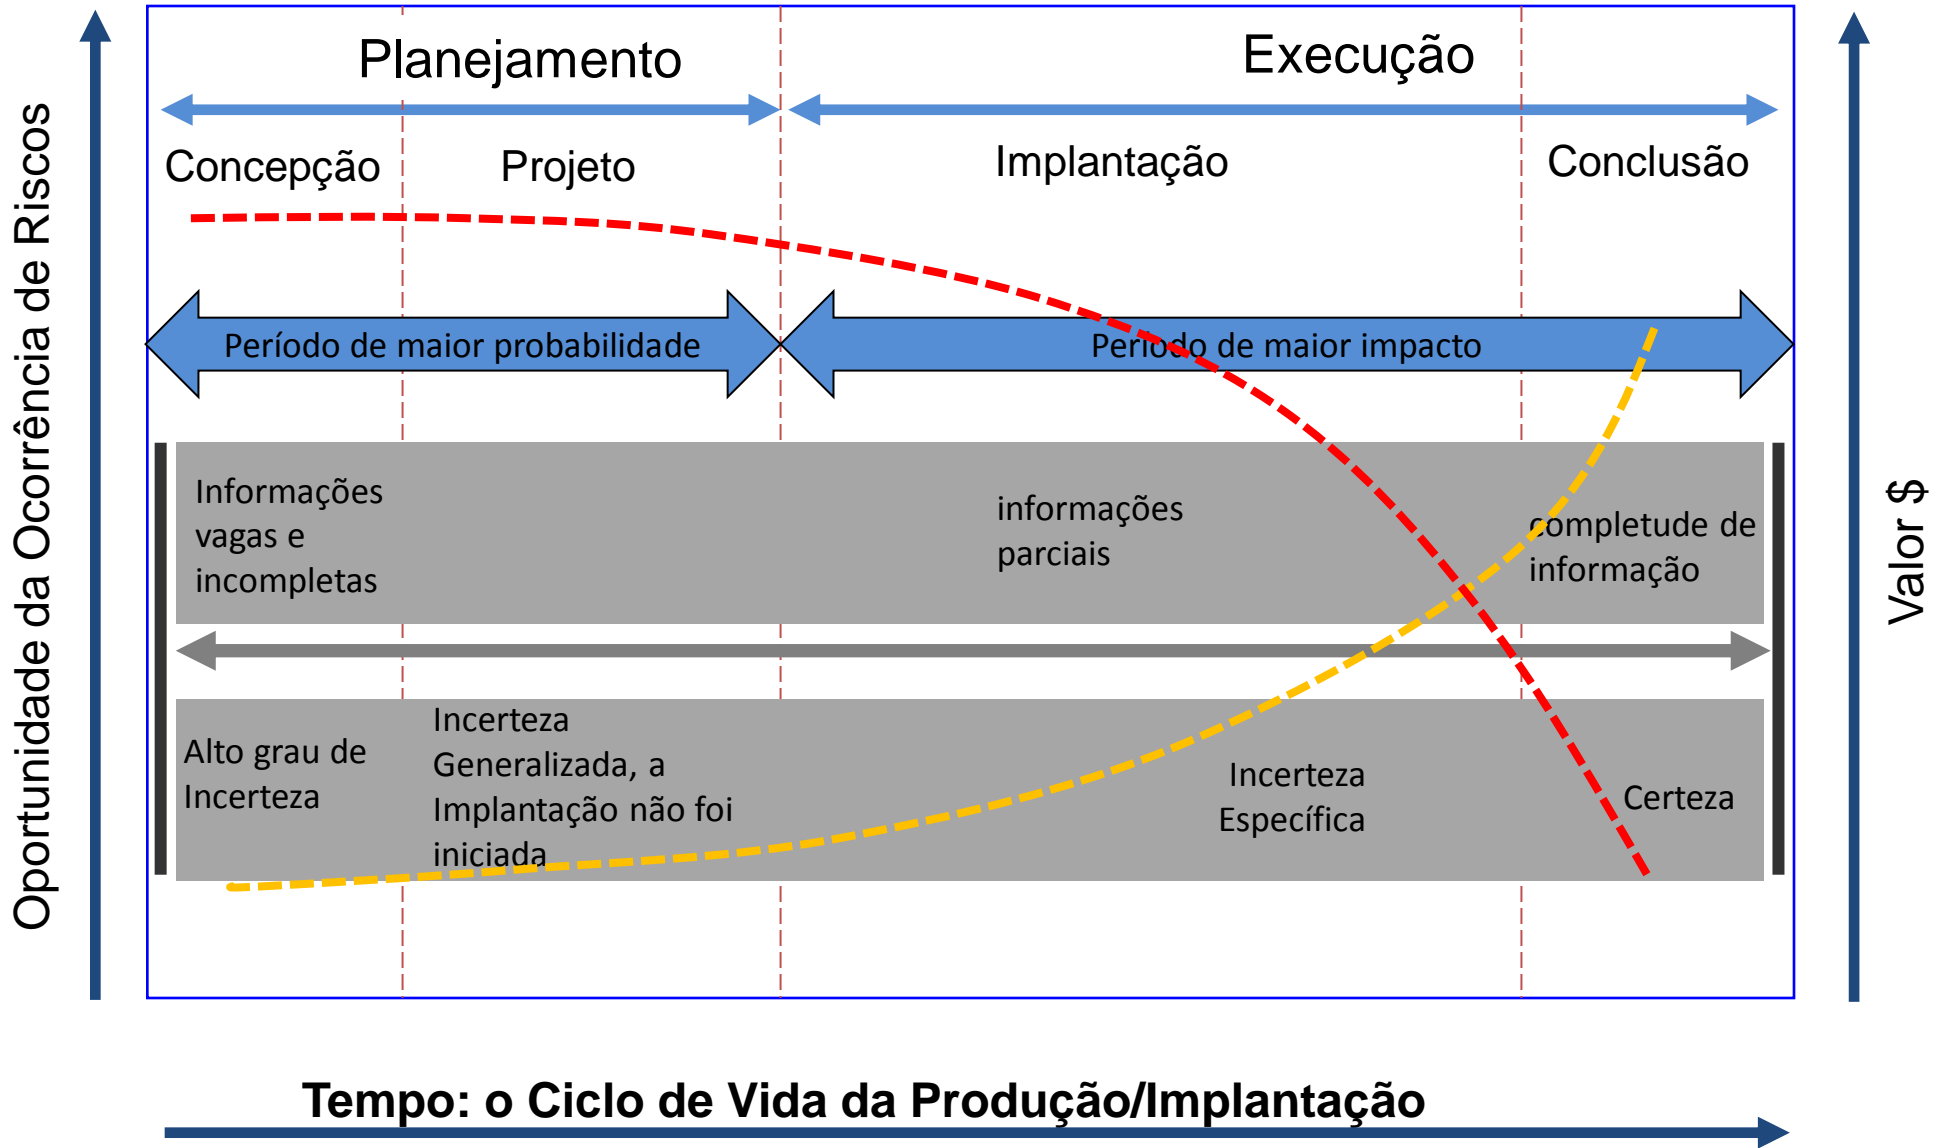 Planejamento
Execução
Concepção
Projeto
Implantação
Conclusão
Oportunidade da Ocorrência de Riscos
Valor $
Período de maior probabilidade
Período de maior impacto
Informações
vagas e
incompletas
informações
parciais
completude de
informação
Alto grau de
Incerteza
Incerteza
Generalizada, a
Implantação não foi
iniciada
Incerteza
Específica
Certeza
Tempo: o Ciclo de Vida da Produção/Implantação